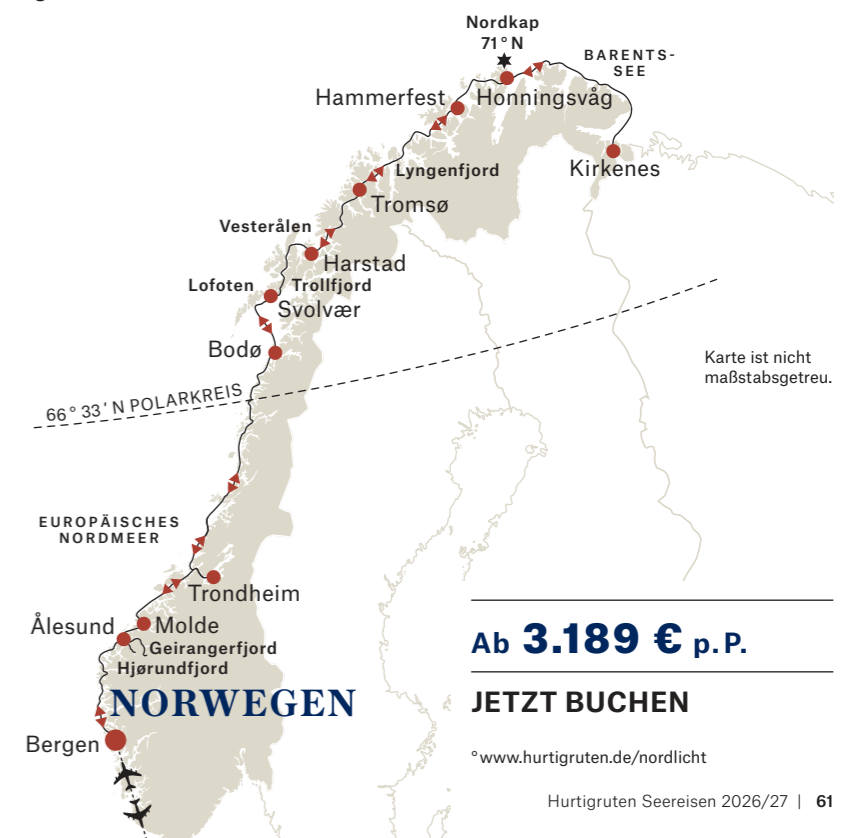 Nordkap
71° N
BARENTS-
SEE
Hammerfest
Honningsvåg
Kirkenes
Lyngenfjord
Tromsø
Vesterålen
Harstad
Lofoten
Trollfjord
Svolvær
Bodø
Karte ist nicht
maßstabsgetreu.
66° 33' N POLARKREIS
EUROPÄISCHES
NORDMEER
Trondheim
Ålesund
Molde
Geirangerfjord
Hjørundfjord
NORWEGEN
Bergen
Ab 3.189 € p.P.
JETZT BUCHEN
°www.hurtigruten.de/nordlicht
Hurtigruten Seereisen 2026/27 | 61